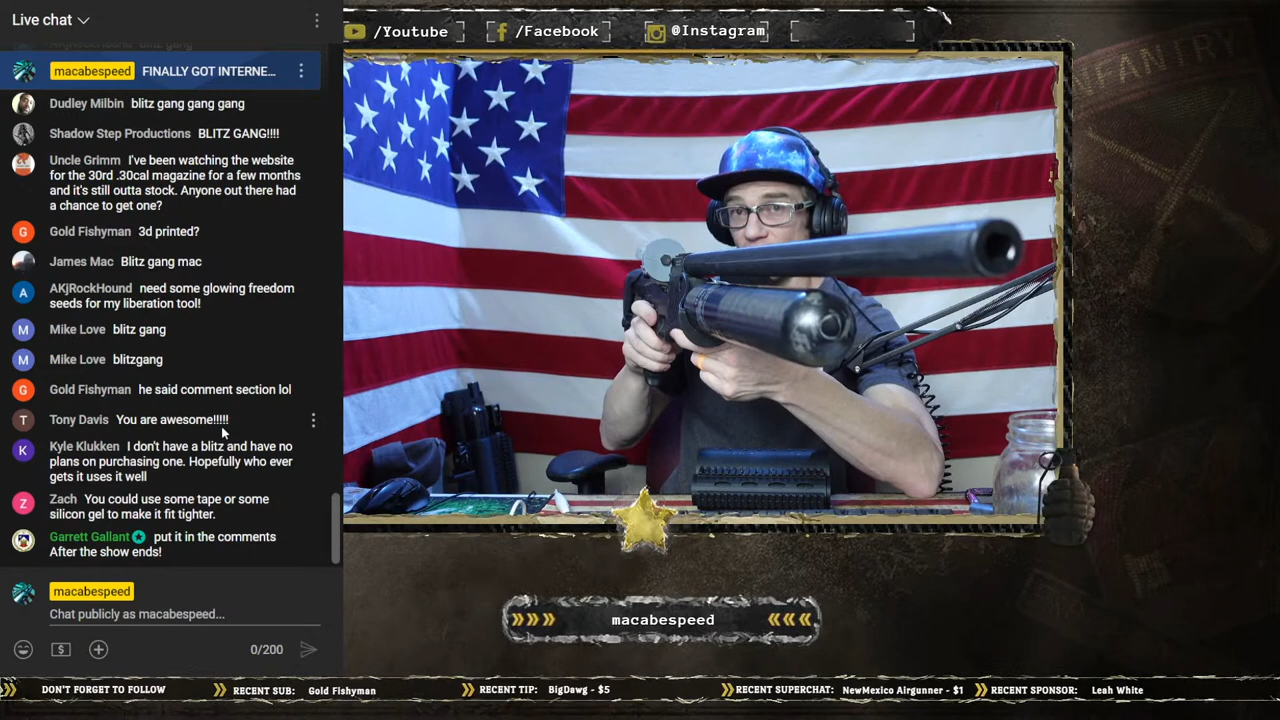 Live chat
/Youtube
/Facebook
@Instagram
macabespeed FINALLY GOT INTERNE...
Dudley Milbin blitz gang gang gang
Shadow Step Productions BLITZ GANG!!!!
Uncle Grimm I've been watching the website
for the 30rd .30cal magazine for a few months
and it's still outta stock. Anyone out there had
a chance to get one?
G Gold Fishyman 3d printed?
James Mac Blitz gang mac
A AKjRockHound need some glowing freedom
seeds for my liberation tool!
M Mike Love blitz gang
M Mike Love blitzgang
G Gold Fishyman he said comment section lol
T Tony Davis You are awesome!!!!!
K Kyle Klukken I don't have a blitz and have no
plans on purchasing one. Hopefully who ever
gets it uses it well
Z Zach You could use some tape or some
silicon gel to make it fit tighter.
Garrett Gallant put it in the comments
After the show ends!
macabespeed
Chat publicly as macabespeed...
0/200
INFANTRY
macabespeed
DON'T FORGET TO FOLLOW RECENT SUB: Gold Fishyman RECENT TIP: BigDawg - $5 RECENT SUPERCHAT: NewMexico Airgunner - $1 RECENT SPONSOR: Leah White